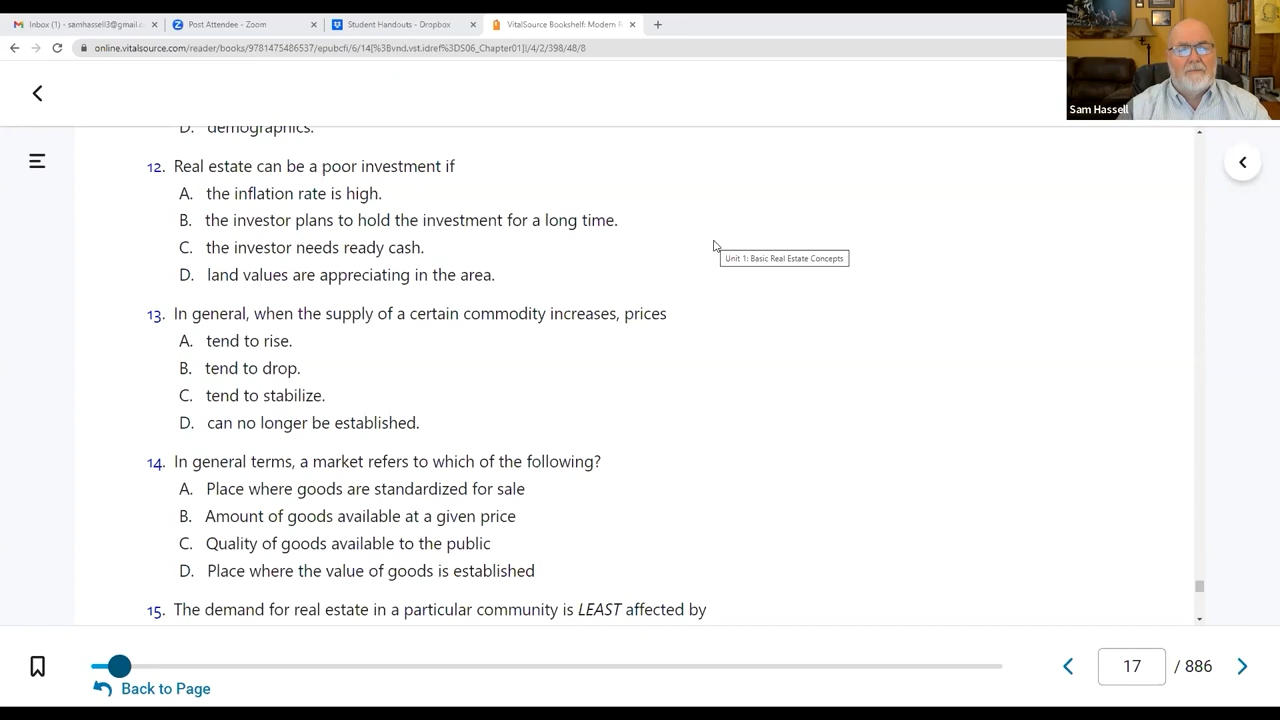 Inbox (1) - samhassell3@gmail.c
Post Attendee - Zoom
Student Handouts - Dropbox
VitalSource Bookshelf: Modern R
online.vitalsource.com/reader/books/9781475486537/epubcfi/6/14[%3Bvnd.vst.idref%3DS06_Chapter01]!/4/2/398/48/8
Sam Hassell
D. demographics.
12. Real estate can be a poor investment if
A. the inflation rate is high.
B. the investor plans to hold the investment for a long time.
C. the investor needs ready cash.
Unit 1: Basic Real Estate Concepts
D. land values are appreciating in the area.
13. In general, when the supply of a certain commodity increases, prices
A. tend to rise.
B. tend to drop.
C. tend to stabilize.
D. can no longer be established.
14. In general terms, a market refers to which of the following?
A. Place where goods are standardized for sale
B. Amount of goods available at a given price
C. Quality of goods available to the public
D. Place where the value of goods is established
15. The demand for real estate in a particular community is LEAST affected by
17 / 886
Back to Page